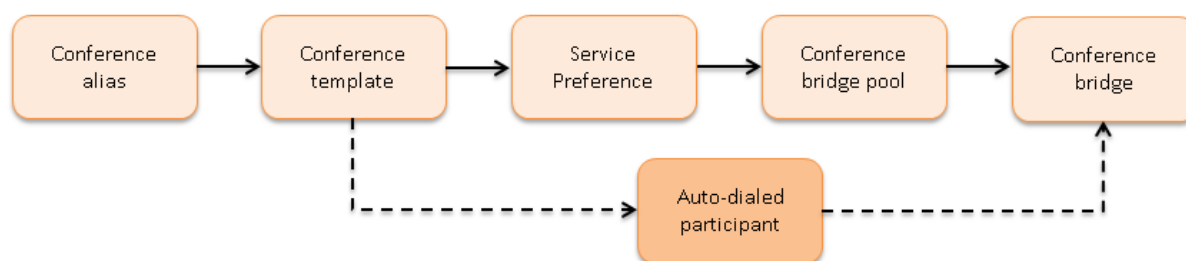 Conference
alias
Conference
template
Service
Preference
Conference
bridge pool
Conference
bridge
Auto-dialed
participant